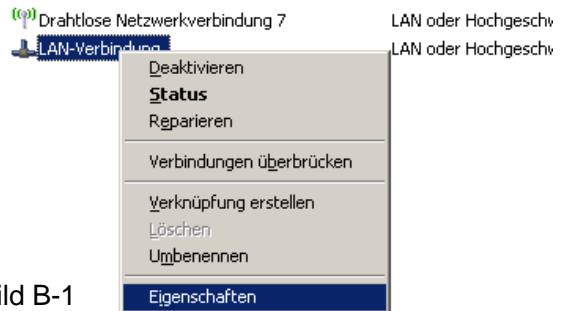 Drahtlose Netzwerkverbindung 7 LAN oder Hochgeschw
LAN-Verbindung LAN oder Hochgeschw
Deaktivieren
Status
Reparieren
Verbindungen überbrücken
Verknüpfung erstellen
Löschen
Umbenennen
Eigenschaften
ild B-1